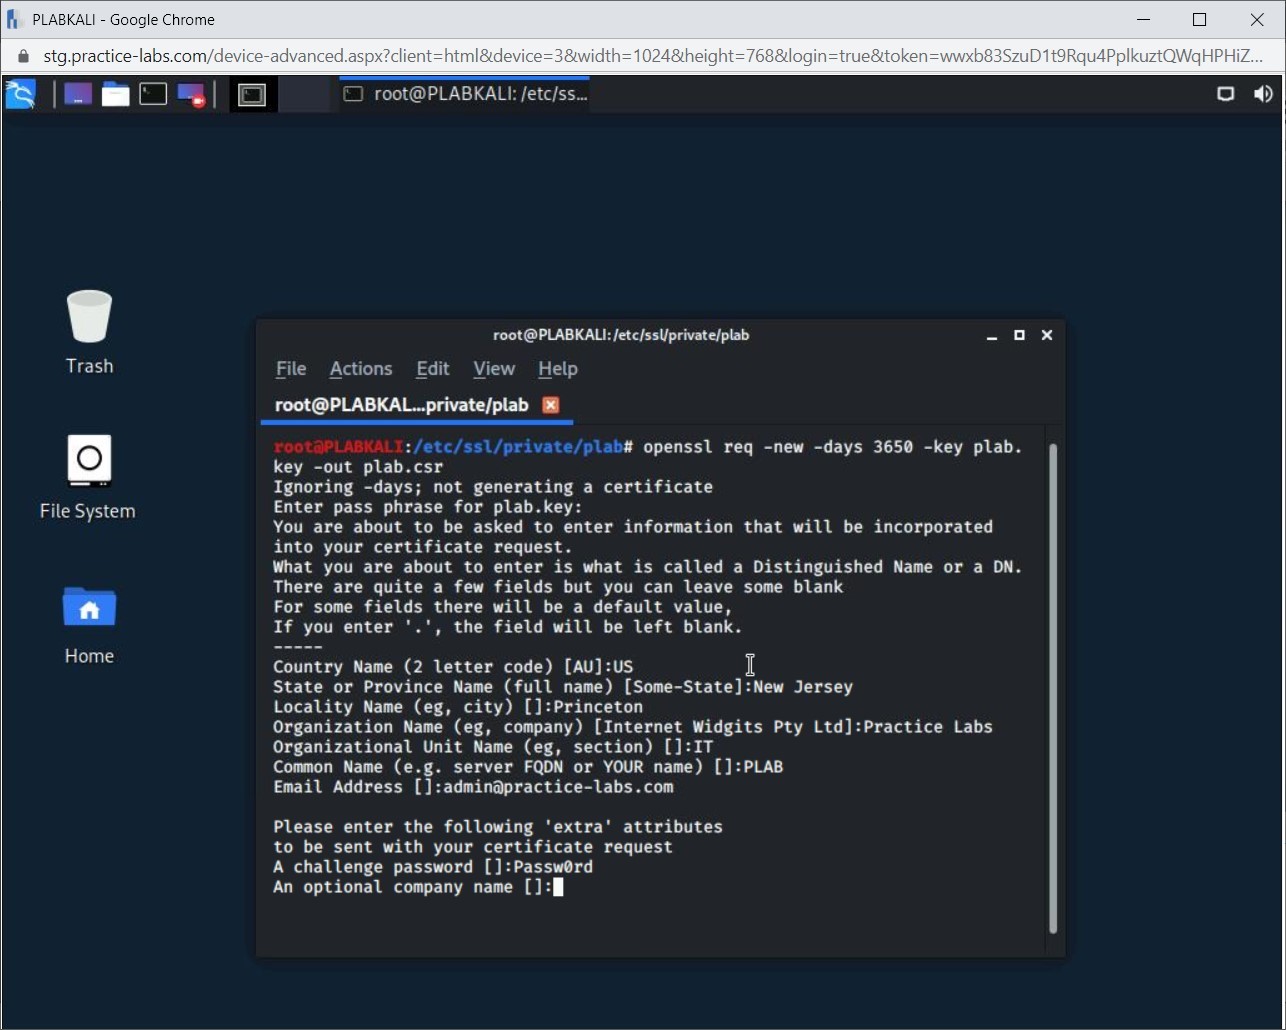 PLABKALI - Google Chrome
stg.practice-labs.com/device-advanced.aspx?client=html&device=3&width=1024&height=768&login=true&token=wwxb83SzuD1t9Rqu4PplkuztQWqHPHiZ...
root@PLABKALI: /etc/ss...
Trash
File System
Home
root@PLABKALI:/etc/ssl/private/plab
File Actions Edit View Help
root@PLABKAL...private/plab
root@PLABKALI:/etc/ssl/private/plab# openssl req -new -days 3650 -key plab.
key -out plab.csr
Ignoring -days; not generating a certificate
Enter pass phrase for plab.key:
You are about to be asked to enter information that will be incorporated
into your certificate request.
What you are about to enter is what is called a Distinguished Name or a DN.
There are quite a few fields but you can leave some blank
For some fields there will be a default value,
If you enter '.', the field will be left blank.
-----
Country Name (2 letter code) [AU]:US
State or Province Name (full name) [Some-State]:New Jersey
Locality Name (eg, city) []:Princeton
Organization Name (eg, company) [Internet Widgits Pty Ltd]:Practice Labs
Organizational Unit Name (eg, section) []:IT
Common Name (e.g. server FQDN or YOUR name) []:PLAB
Email Address []:admin@practice-labs.com
Please enter the following 'extra' attributes
to be sent with your certificate request
A challenge password []:Passw0rd
An optional company name []: